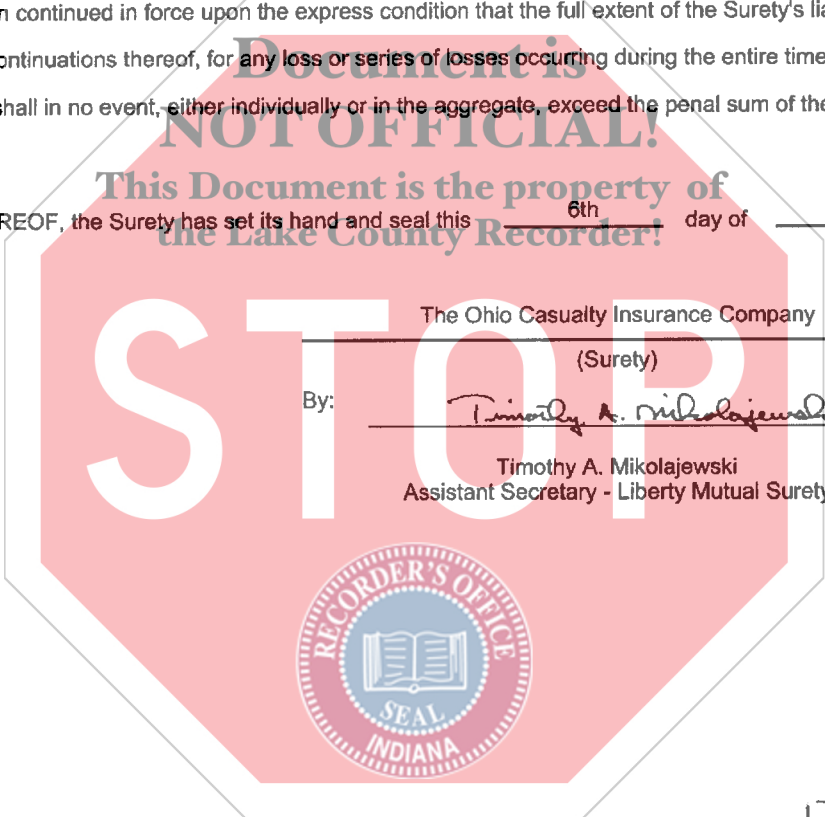 n continued in force upon the express condition that the full extent of the Surety's lia
Document is
ontinuations thereof, for any loss or series of losses occurring during the entire time
shall in no event, either individually or in the aggregate, exceed the penal sum of the
NOT OFFICIAL!
This Document is the property of
REOF, the Surety has set its hand and seal this 6th day of
the Lake County Recorder!
The Ohio Casualty Insurance Company
STOP
(Surety)
By: Timothy A. Mikolajewsk
Timothy A. Mikolajewski
Assistant Secretary - Liberty Mutual Surety
RECORDER'S OFFICE
SEAL
INDIANA